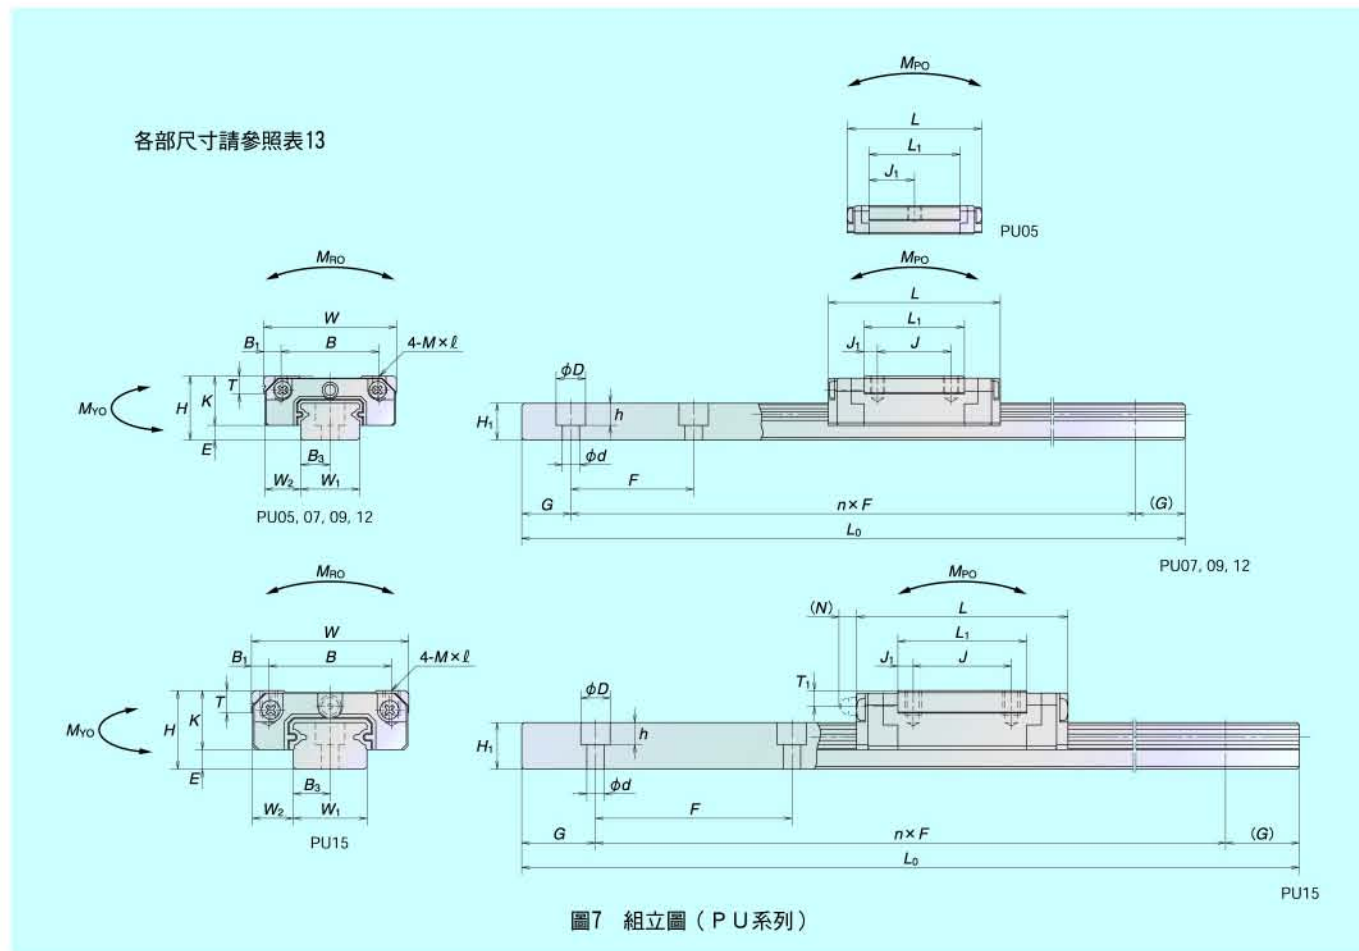 各部尺寸請參照表13
MPO
L
L1
J1
PU05
MRO
W
B1 B 4-M×ℓ
T
K
H
MYO
E
B3
W2 W1
PU05, 07, 09, 12
MPO
L
L1
J1 J
φD
h
H1
φd
F
G n×F (G)
L0
PU07, 09, 12
MRO
W
B1 B 4-M×ℓ
T
K
H
MYO
E
B3
W2 W1
PU15
MPO
(N) L
L1
J1 J
T1
φD
h
H1
φd
F
G n×F (G)
L0
PU15
圖7 組立圖（ＰＵ系列）